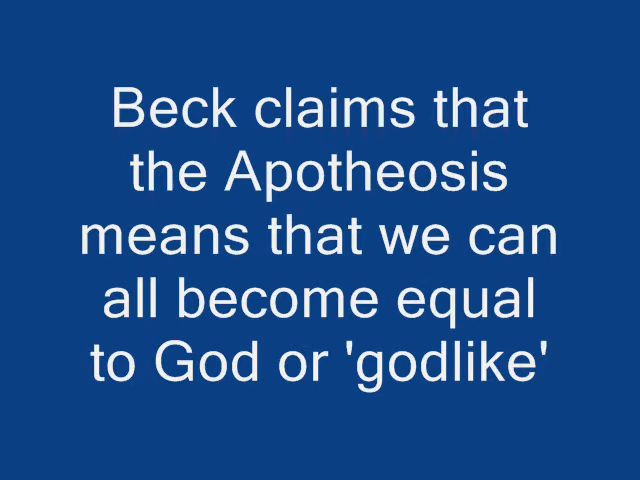 Beck claims that
the Apotheosis
means that we can
all become equal
to God or 'godlike'